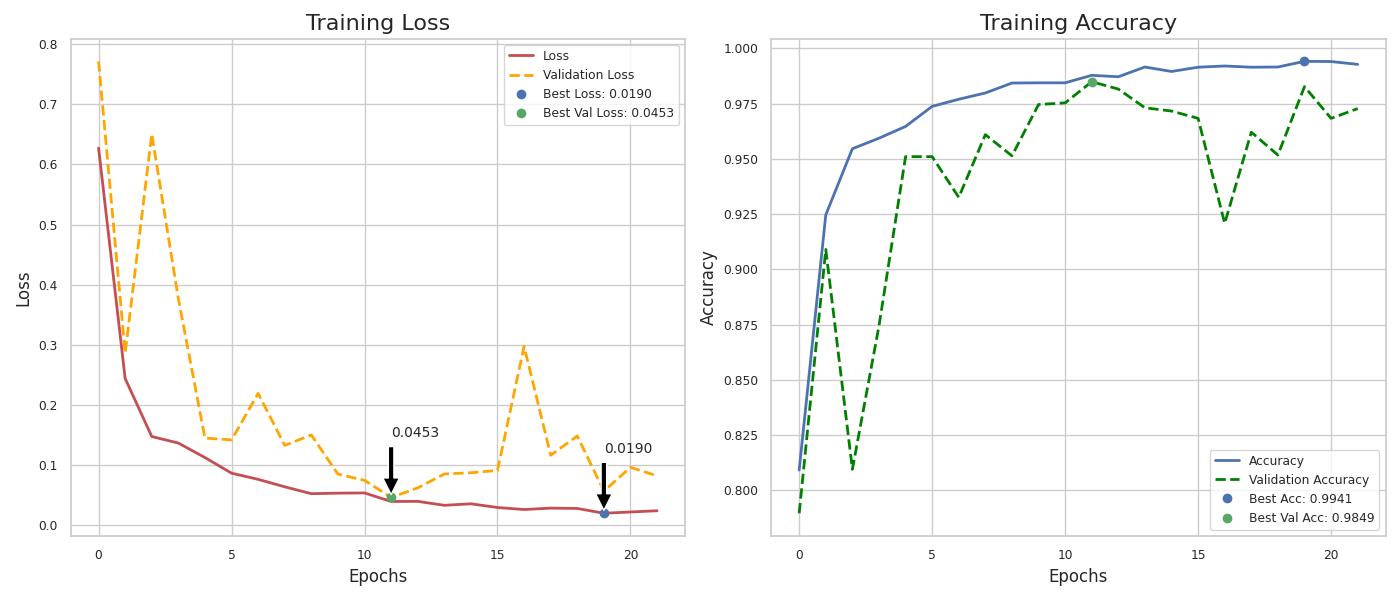 Training Loss
0.8
0.7
0.6
0.5
0.4
0.3
0.2
0.1
0.0
Loss
Loss
Validation Loss
Best Loss: 0.0190
Best Val Loss: 0.0453
0.0453
0.0190
0 5 10 15 20
Epochs
Training Accuracy
1.000
0.975
0.950
0.925
0.900
0.875
0.850
0.825
0.800
Accuracy
Accuracy
Validation Accuracy
Best Acc: 0.9941
Best Val Acc: 0.9849
0 5 10 15 20
Epochs